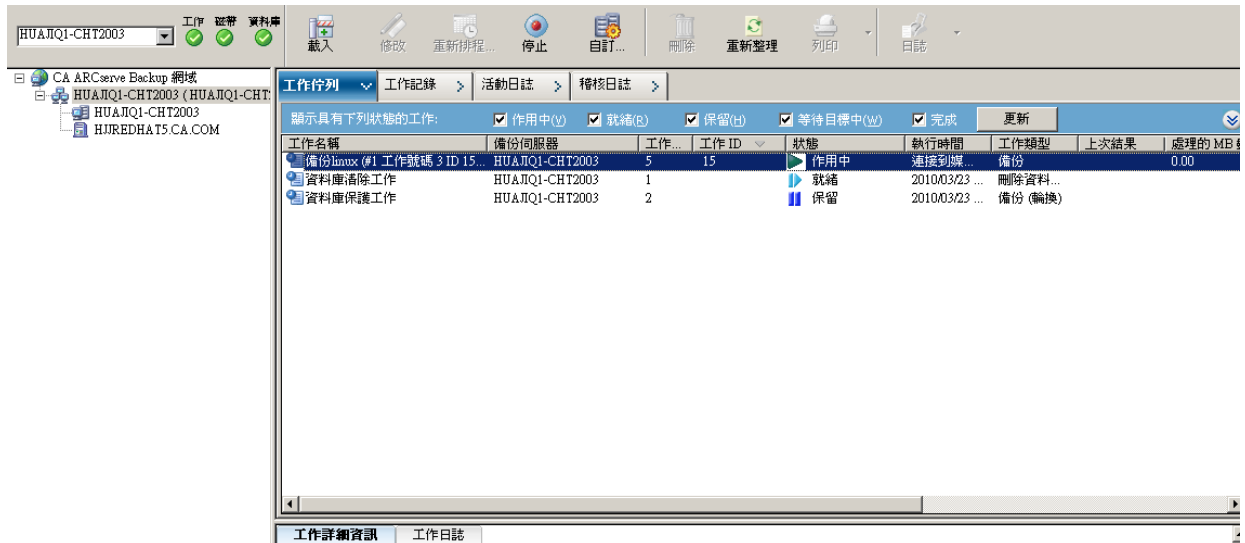 HUAJIQ1-CHT2003 工作 磁帶 資料庫
載入 修改 重新排程... 停止 自訂... 刪除 重新整理 列印 日誌
CA ARCserve Backup 網域
HUAJIQ1-CHT2003 ( HUAJIQ1-CHT
HUAJIQ1-CHT2003
HJJREDHAT5.CA.COM
工作佇列 工作記錄 活動日誌 稽核日誌
顯示具有下列狀態的工作: 作用中(Y) 就緒(R) 保留(H) 等待目標中(W) 完成 更新
工作名稱 備份伺服器 工作... 工作 ID 狀態 執行時間 工作類型 上次結果 處理的 MB
備份linux (#1 工作號碼 3 ID 15... HUAJIQ1-CHT2003 5 15 作用中 連接到媒... 備份 0.00
資料庫清除工作 HUAJIQ1-CHT2003 1 就緒 2010/03/23 ... 刪除資料...
資料庫保護工作 HUAJIQ1-CHT2003 2 保留 2010/03/23 ... 備份 (輪換)
工作詳細資訊 工作日誌